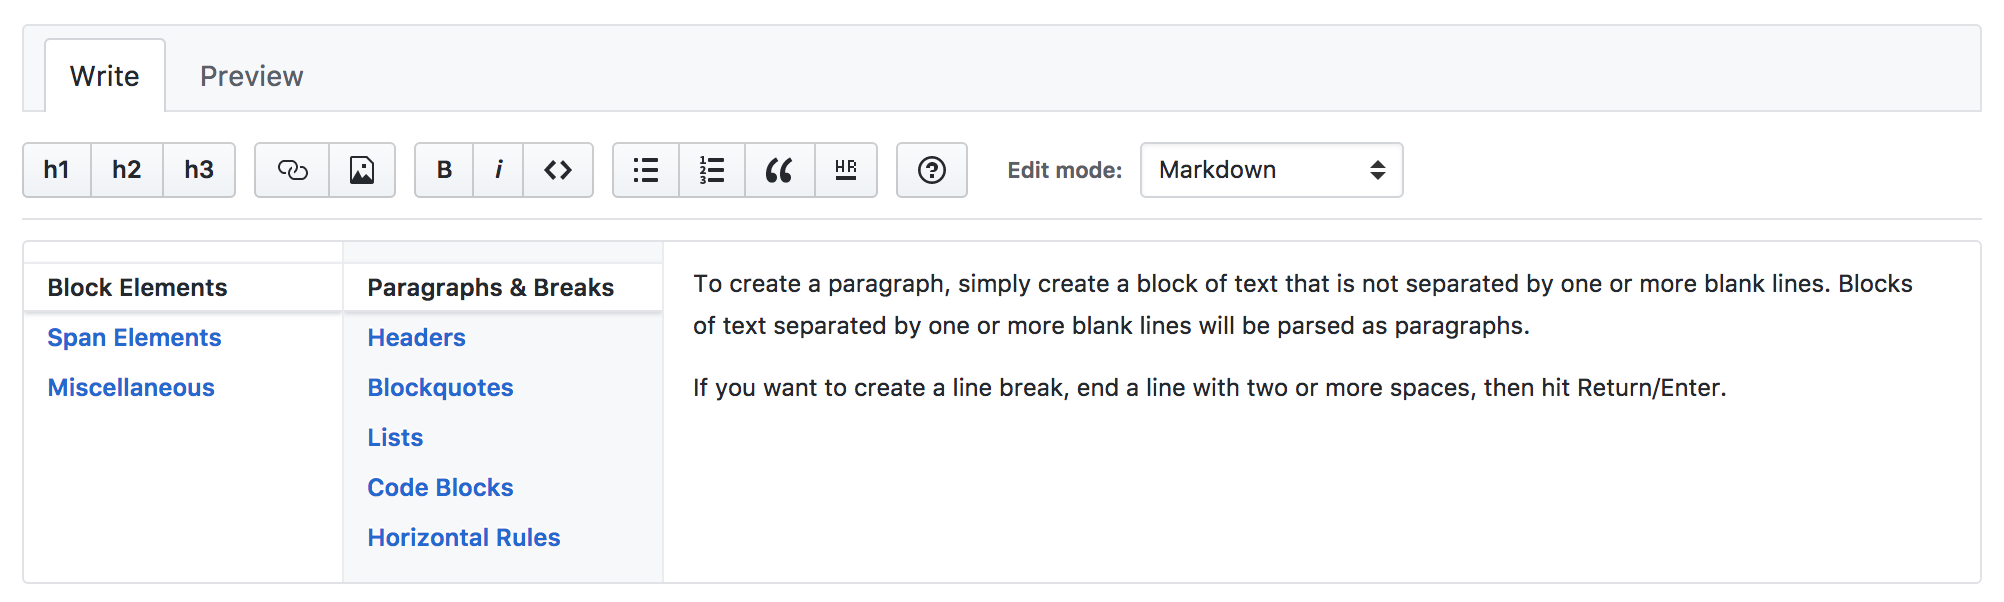 Write Preview
h1 h2 h3 B i 1 2 3 HR Edit mode: Markdown
Block Elements
Span Elements
Miscellaneous
Paragraphs & Breaks
Headers
Blockquotes
Lists
Code Blocks
Horizontal Rules
To create a paragraph, simply create a block of text that is not separated by one or more blank lines. Blocks
of text separated by one or more blank lines will be parsed as paragraphs.
If you want to create a line break, end a line with two or more spaces, then hit Return/Enter.